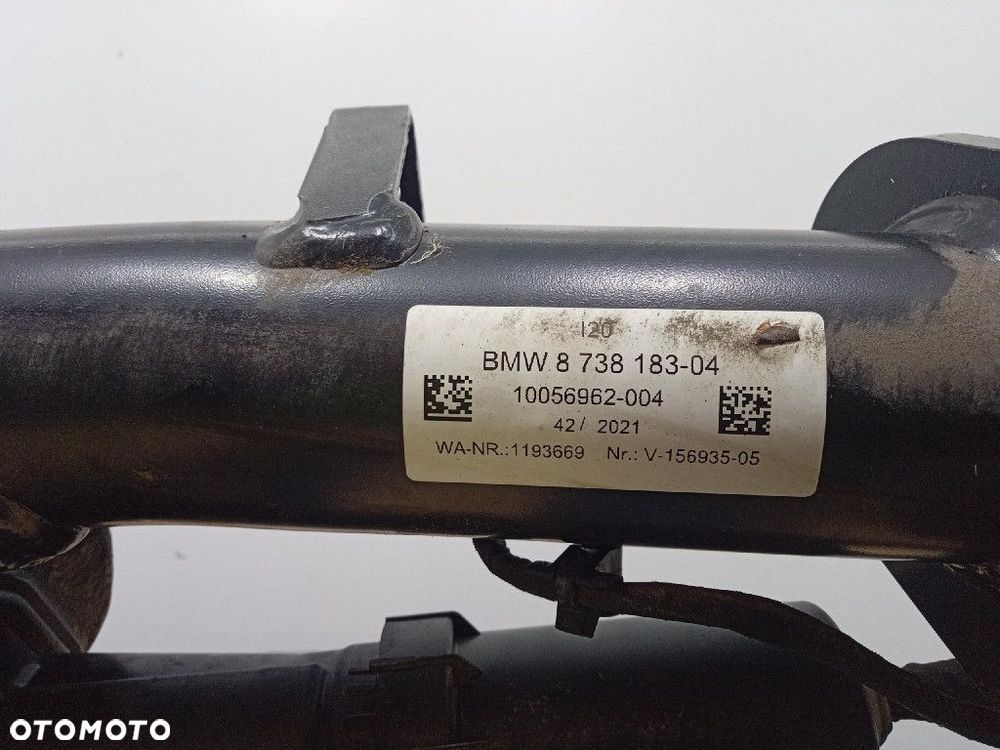 I20
BMW 8 738 183-04
10056962-004
42/ 2021
WA-NR.:1193669 Nr.: V-156935-05
OTOMOTO